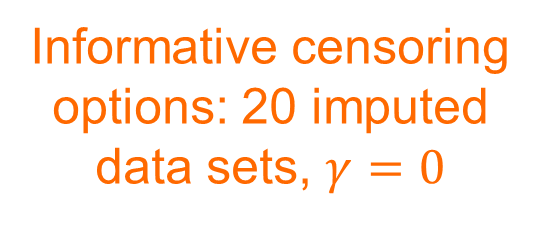 Informative censoring
options: 20 imputed
data sets, γ = 0